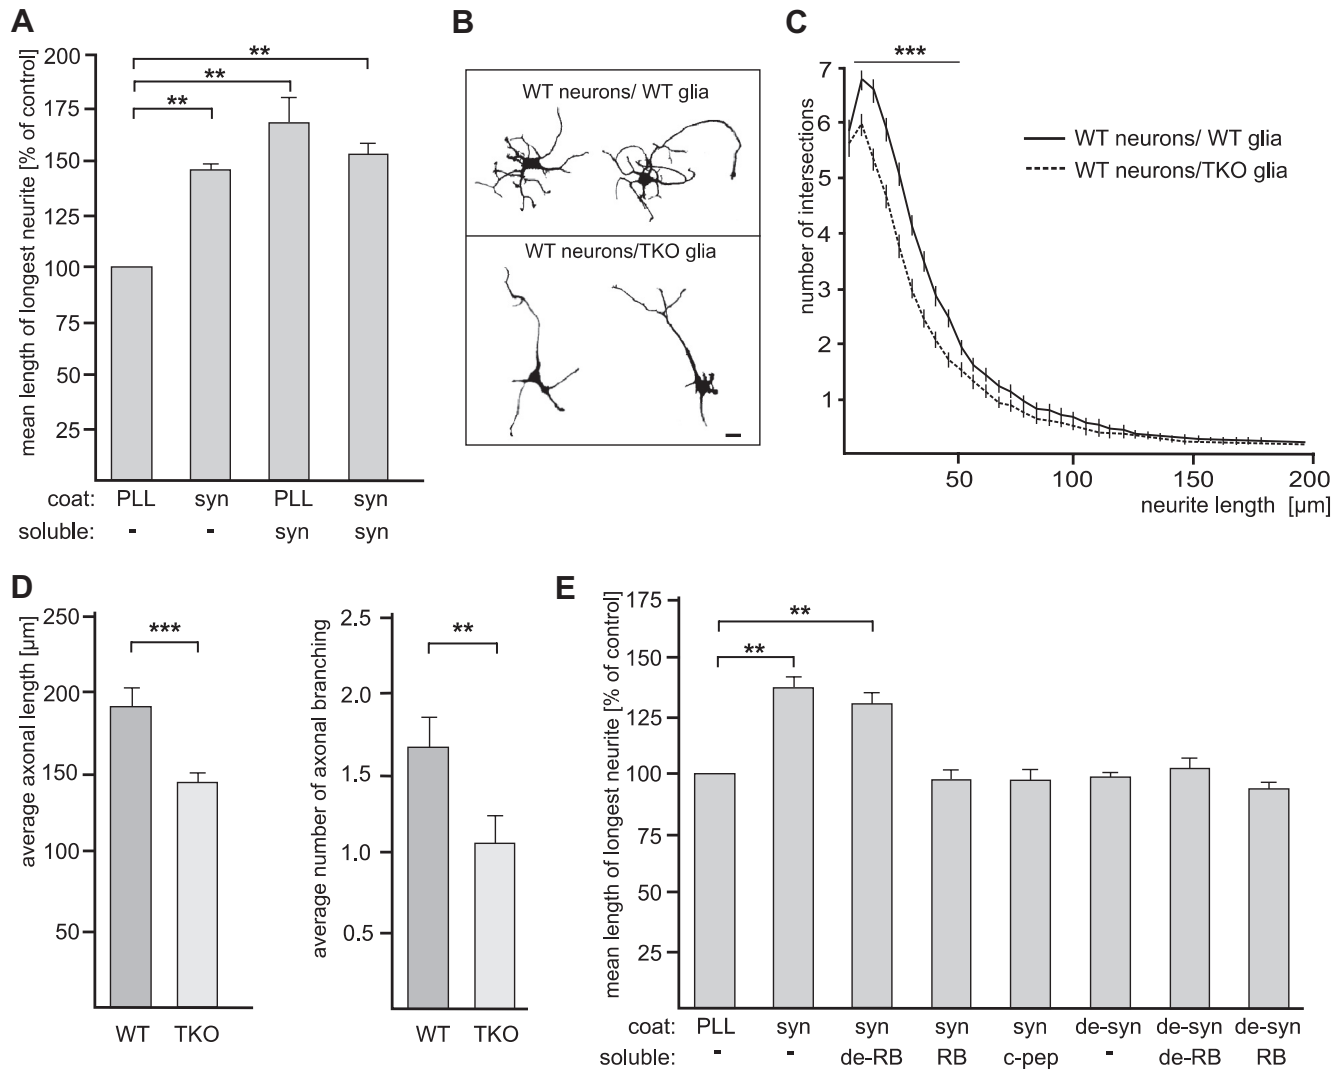 A
mean length of longest neurite [% of control]
200
175
150
125
100
75
50
25
**
**
**
coat: PLL syn PLL syn
soluble: - - syn syn
B
WT neurons/ WT glia
WT neurons/TKO glia
C
***
number of intersections
7
6
5
4
3
2
1
WT neurons/ WT glia
WT neurons/TKO glia
50 100 150 200
neurite length [µm]
D
average axonal length [µm]
250
200
150
100
50
***
WT TKO
average number of axonal branching
2.5
2.0
1.5
1.0
0.5
**
WT TKO
E
mean length of longest neurite [% of control]
175
150
125
100
75
50
25
**
**
coat: PLL syn syn syn syn de-syn de-syn de-syn
soluble: - - de-RB RB c-pep - de-RB RB